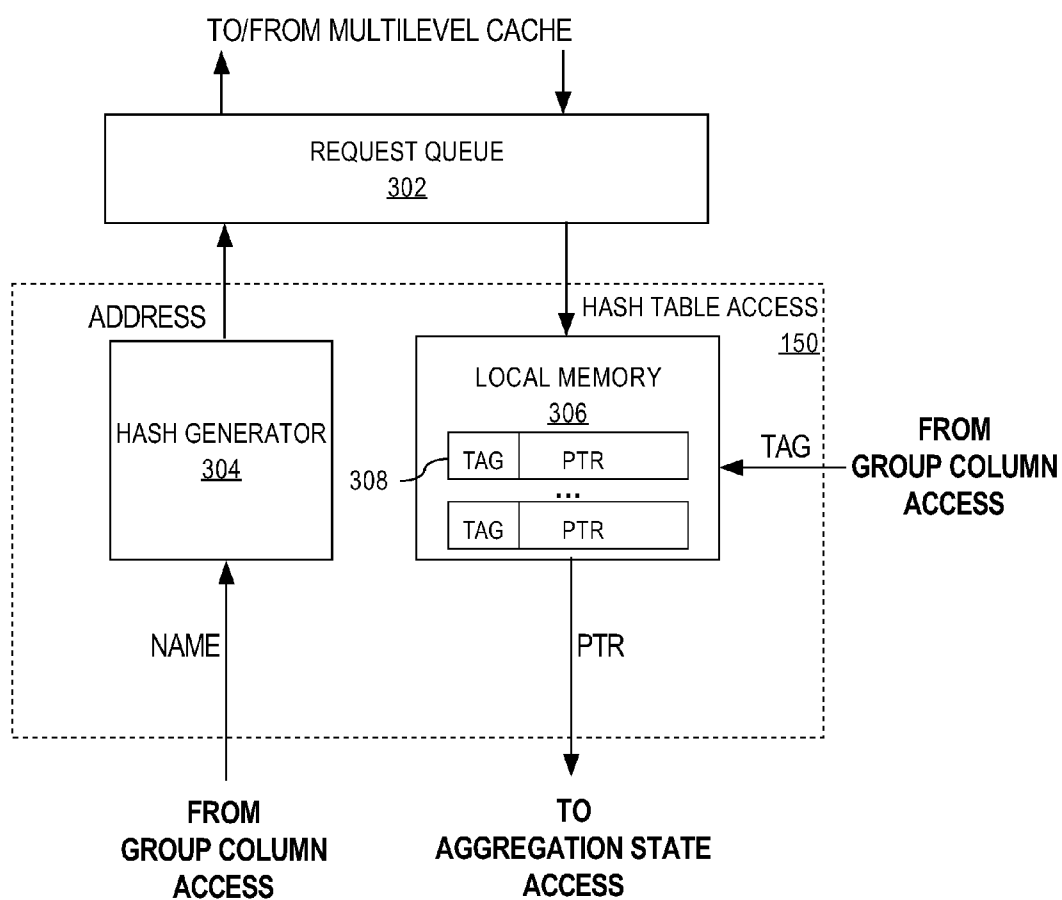 TO/FROM MULTILEVEL CACHE
REQUEST QUEUE
302
ADDRESS
HASH TABLE ACCESS
150
HASH GENERATOR
304
LOCAL MEMORY
306
308
TAG PTR
...
TAG PTR
TAG
FROM
GROUP COLUMN
ACCESS
NAME
PTR
FROM
GROUP COLUMN
ACCESS
TO
AGGREGATION STATE
ACCESS